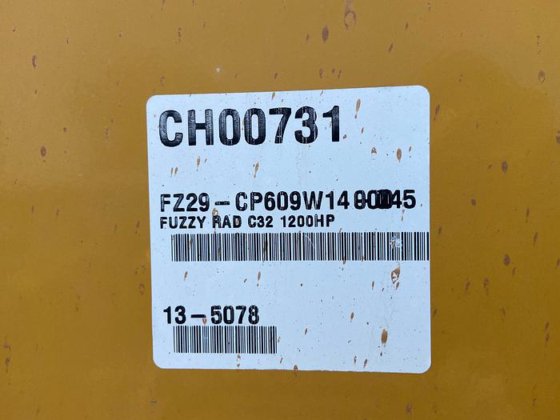 CH00731
FZ29-CP609W14
FUZZY RAD C32 1200HP
13-5078